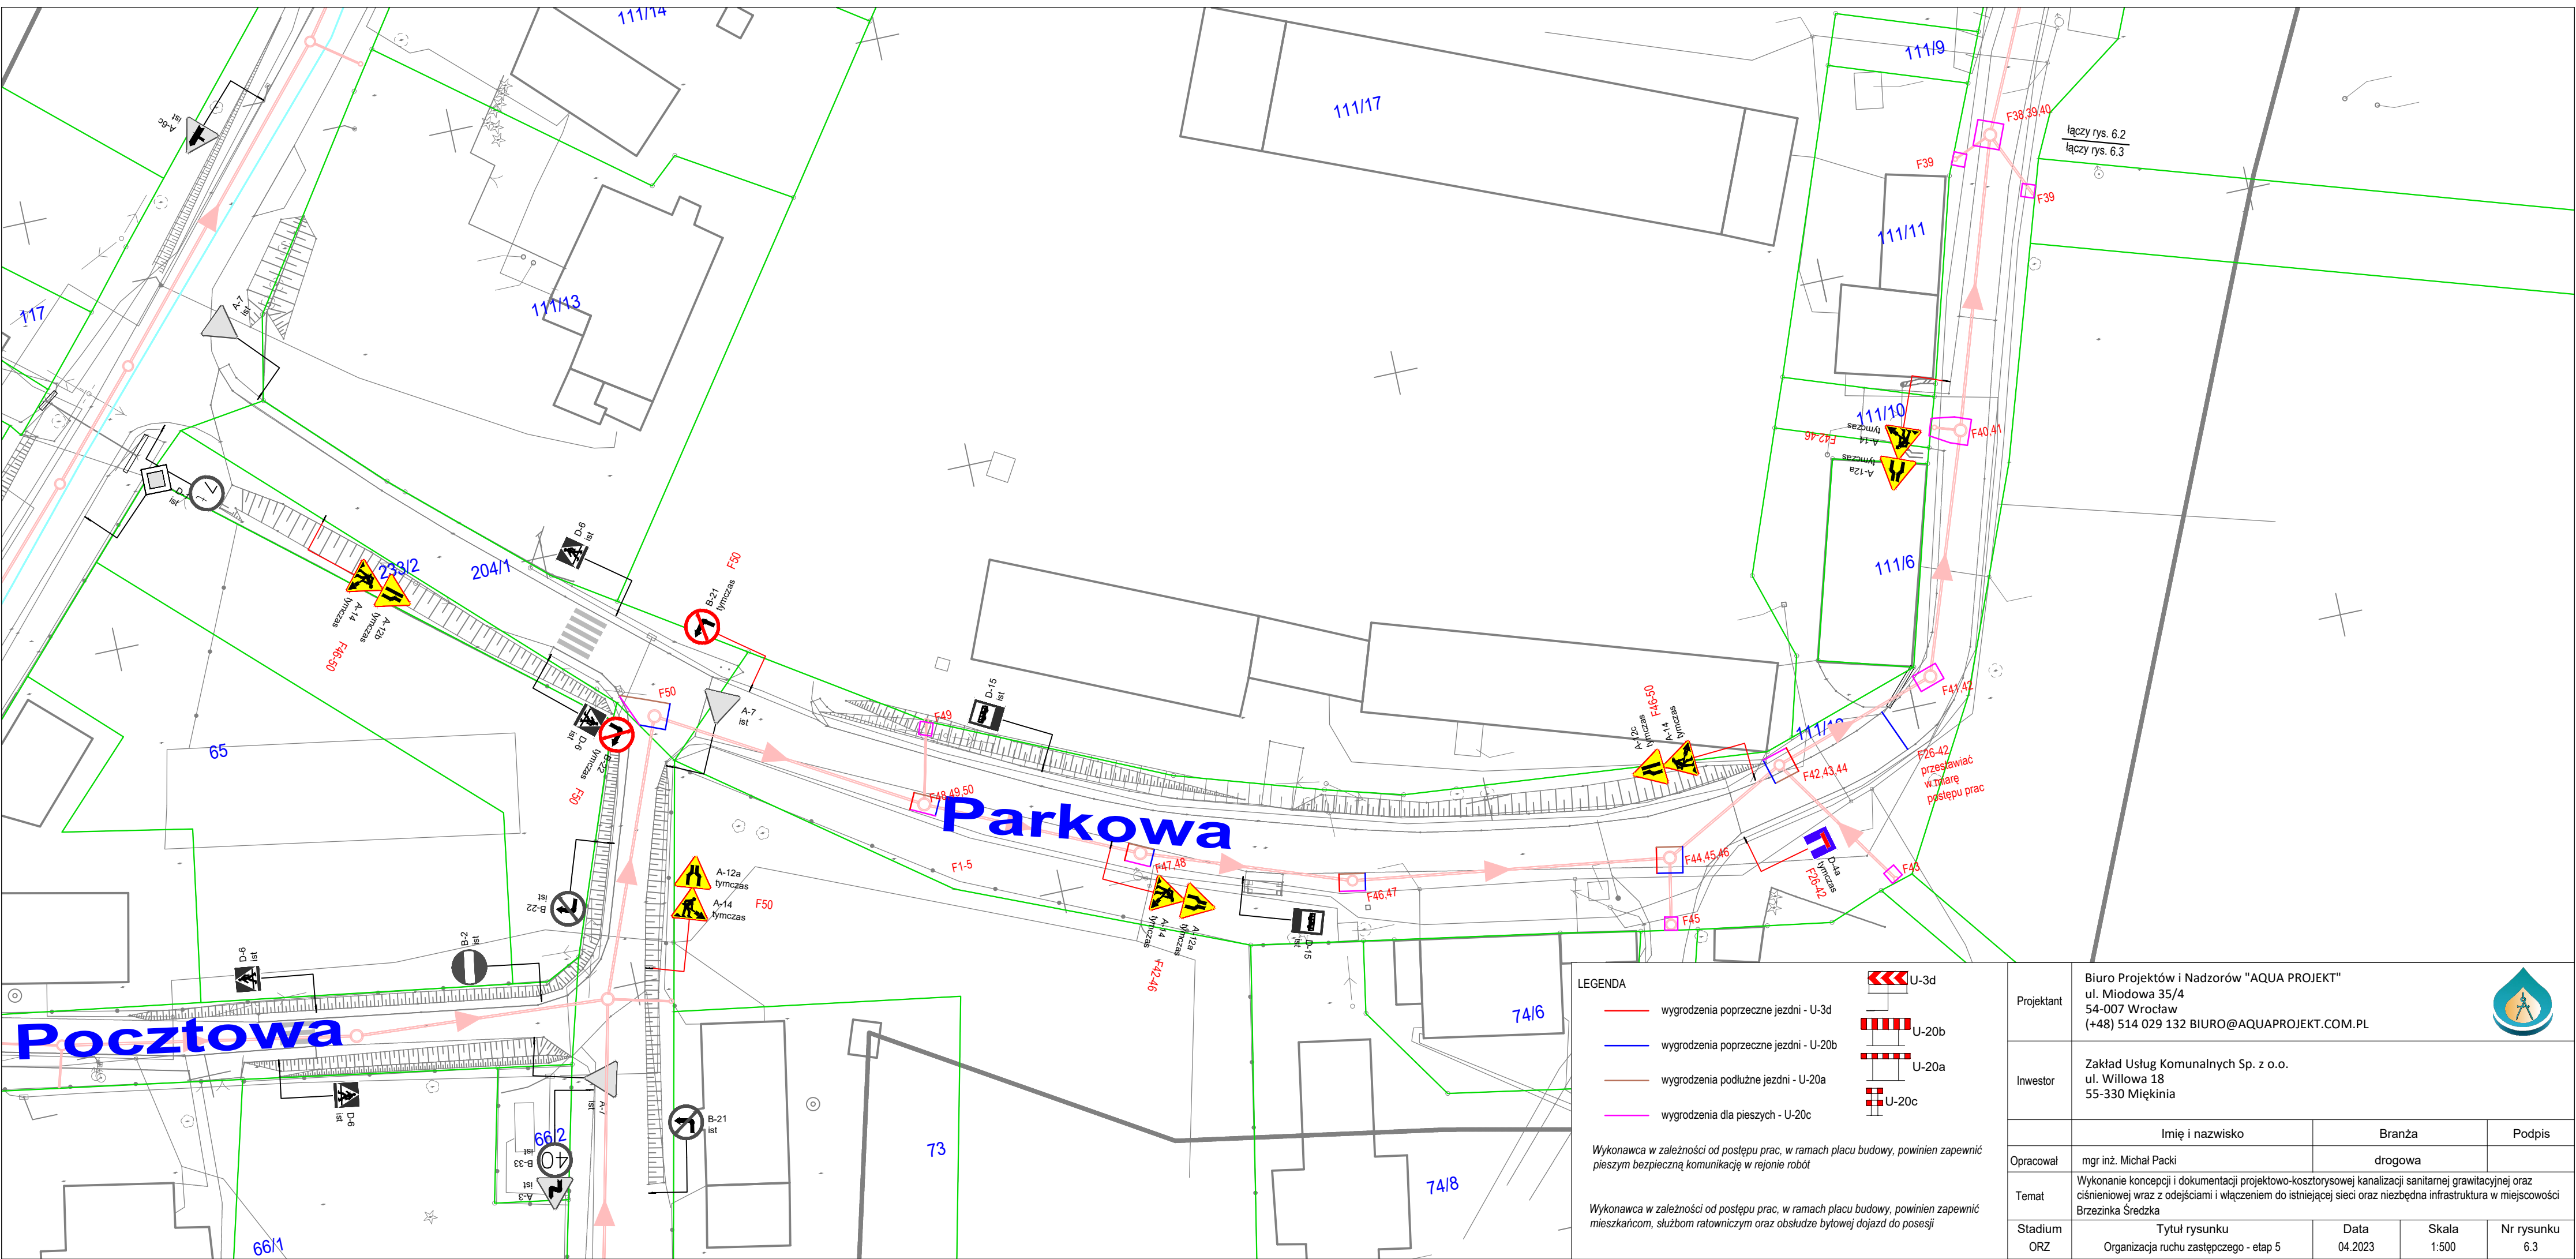 111/14
111/17
111/9
F38,39,40
łączy rys. 6.2
łączy rys. 6.3
F39
F39
A-6c
ist
117
A-7
ist
111/13
111/11
111/10
A-14
tymczas
F42-46
A-12a
tymczas
F40,41
ist
233/2
204/1
D-6
ist
A-14
tymczas
A-12b
tymczas
F46-50
B-21
tymczas
F50
111/6
65
D-6
ist
B-22
tymczas
F50
F50
A-7
ist
F49
D-15
ist
F48,49,50
Parkowa
A-12c
tymczas
F46-50
A-14
tymczas
F41,42
F42,43,44
F26-42
przestawiać
w miarę
postępu prac
F1-5
F47,48
F46,47
F44,45,46
F43
F45
D-4a
tymczas
F26-42
A-12a
tymczas
A-14
tymczas
F50
A-14
tymczas
A-12a
tymczas
F42-46
D-15
ist
B-22
ist
B-2
ist
D-6
ist
Pocztowa
D-6
ist
A-7
ist
B-21
ist
66/2
40
B-33
ist
A-3
ist
66/1
73
74/6
74/8
LEGENDA
wygrodzenia poprzeczne jezdni - U-3d
wygrodzenia poprzeczne jezdni - U-20b
wygrodzenia podłużne jezdni - U-20a
wygrodzenia dla pieszych - U-20c
U-3d
U-20b
U-20a
U-20c
Wykonawca w zależności od postępu prac, w ramach placu budowy, powinien zapewnić
pieszym bezpieczną komunikację w rejonie robót
Wykonawca w zależności od postępu prac, w ramach placu budowy, powinien zapewnić
mieszkańcom, służbom ratowniczym oraz obsłudze bytowej dojazd do posesji
Projektant
Biuro Projektów i Nadzorów "AQUA PROJEKT"
ul. Miodowa 35/4
54-007 Wrocław
(+48) 514 029 132 BIURO@AQUAPROJEKT.COM.PL
Inwestor
Zakład Usług Komunalnych Sp. z o.o.
ul. Willowa 18
55-330 Miękinia
Imię i nazwisko Branża Podpis
Opracował mgr inż. Michał Packi drogowa
Temat
Wykonanie koncepcji i dokumentacji projektowo-kosztorysowej kanalizacji sanitarnej grawitacyjnej oraz
ciśnieniowej wraz z odejściami i włączeniem do istniejącej sieci oraz niezbędna infrastruktura w miejscowości
Brzezinka Średzka
Stadium Tytuł rysunku Data Skala Nr rysunku
ORZ Organizacja ruchu zastępczego - etap 5 04.2023 1:500 6.3